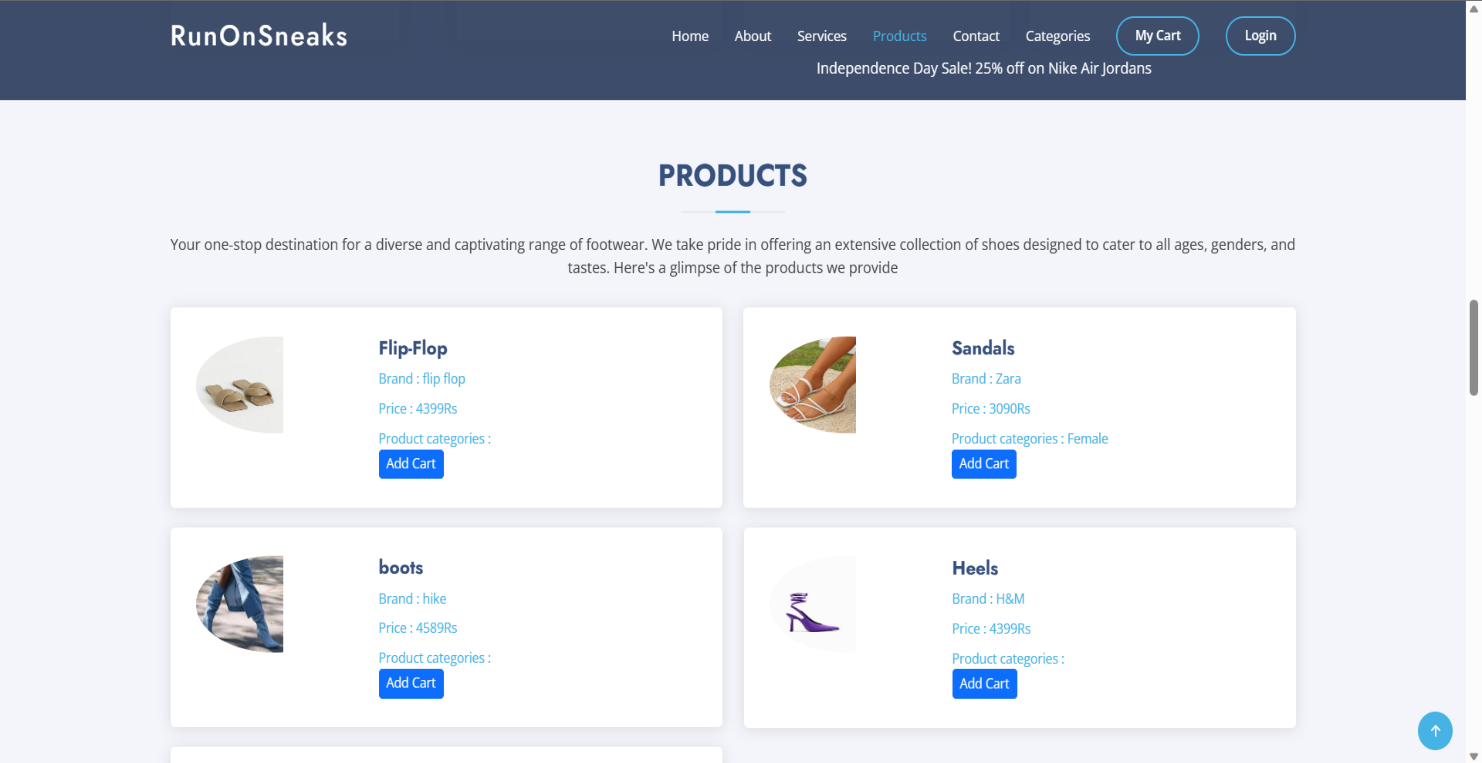 RunOnSneaks
Home About Services Products Contact Categories My Cart Login
Independence Day Sale! 25% off on Nike Air Jordans
PRODUCTS
Your one-stop destination for a diverse and captivating range of footwear. We take pride in offering an extensive collection of shoes designed to cater to all ages, genders, and
tastes. Here's a glimpse of the products we provide
Flip-Flop
Brand : flip flop
Price : 4399Rs
Product categories :
Add Cart
Sandals
Brand : Zara
Price : 3090Rs
Product categories : Female
Add Cart
boots
Brand : hike
Price : 4589Rs
Product categories :
Add Cart
Heels
Brand : H&M
Price : 4399Rs
Product categories :
Add Cart